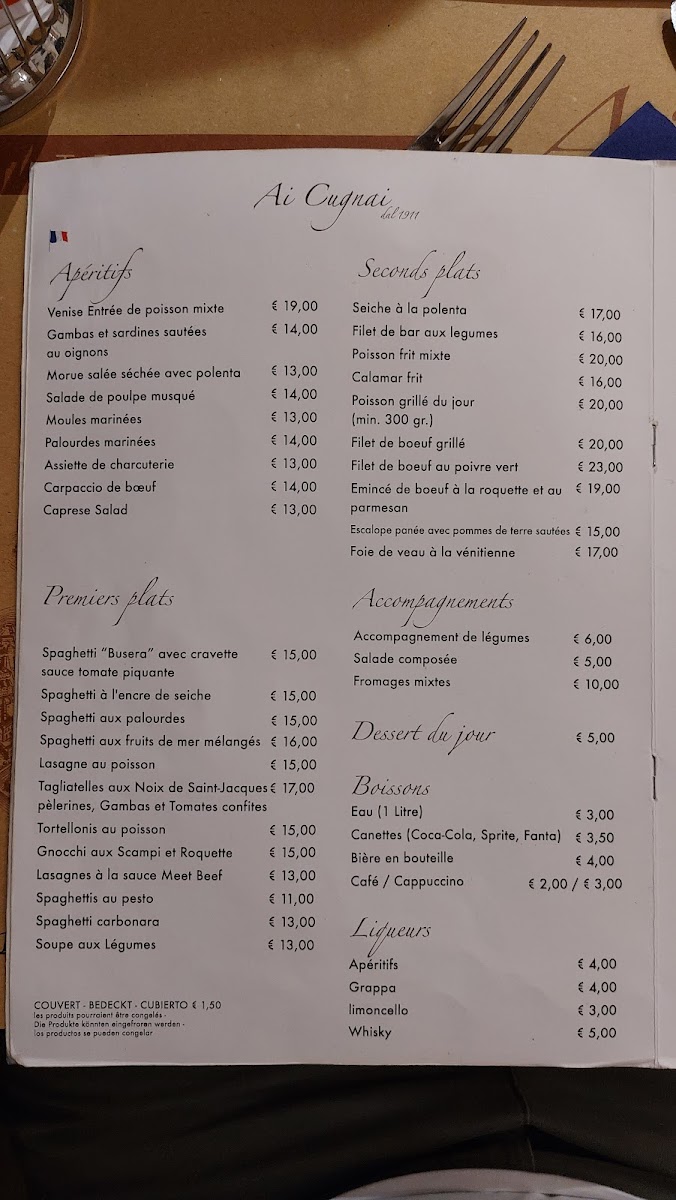 Ai Cugnai
dal 1911
Apéritifs
Venise Entrée de poisson mixte € 19,00
Gambas et sardines sautées € 14,00
au oignons
Morue salée séchée avec polenta € 13,00
Salade de poulpe musqué € 14,00
Moules marinées € 13,00
Palourdes marinées € 14,00
Assiette de charcuterie € 13,00
Carpaccio de bœuf € 14,00
Caprese Salad € 13,00
Premiers plats
Spaghetti "Busera" avec cravette € 15,00
sauce tomate piquante
Spaghetti à l'encre de seiche € 15,00
Spaghetti aux palourdes € 15,00
Spaghetti aux fruits de mer mélangés € 16,00
Lasagne au poisson € 15,00
Tagliatelles aux Noix de Saint-Jacques € 17,00
pèlerines, Gambas et Tomates confites
Tortellonis au poisson € 15,00
Gnocchi aux Scampi et Roquette € 15,00
Lasagnes à la sauce Meet Beef € 13,00
Spaghettis au pesto € 11,00
Spaghetti carbonara € 13,00
Soupe aux Légumes € 13,00
COUVERT - BEDECKT - CUBIERTO € 1,50
les produits pourraient être congelés -
Die Produkte könnten eingefroren werden -
los productos se pueden congelar
Seconds plats
Seiche à la polenta € 17,00
Filet de bar aux legumes € 16,00
Poisson frit mixte € 20,00
Calamar frit € 16,00
Poisson grillé du jour € 20,00
(min. 300 gr.)
Filet de boeuf grillé € 20,00
Filet de boeuf au poivre vert € 23,00
Emincé de boeuf à la roquette et au € 19,00
parmesan
Escalope panée avec pommes de terre sautées € 15,00
Foie de veau à la vénitienne € 17,00
Accompagnements
Accompagnement de légumes € 6,00
Salade composée € 5,00
Fromages mixtes € 10,00
Dessert du jour € 5,00
Boissons
Eau (1 Litre) € 3,00
Canettes (Coca-Cola, Sprite, Fanta) € 3,50
Bière en bouteille € 4,00
Café / Cappuccino € 2,00 / € 3,00
Liqueurs
Apéritifs € 4,00
Grappa € 4,00
limoncello € 3,00
Whisky € 5,00